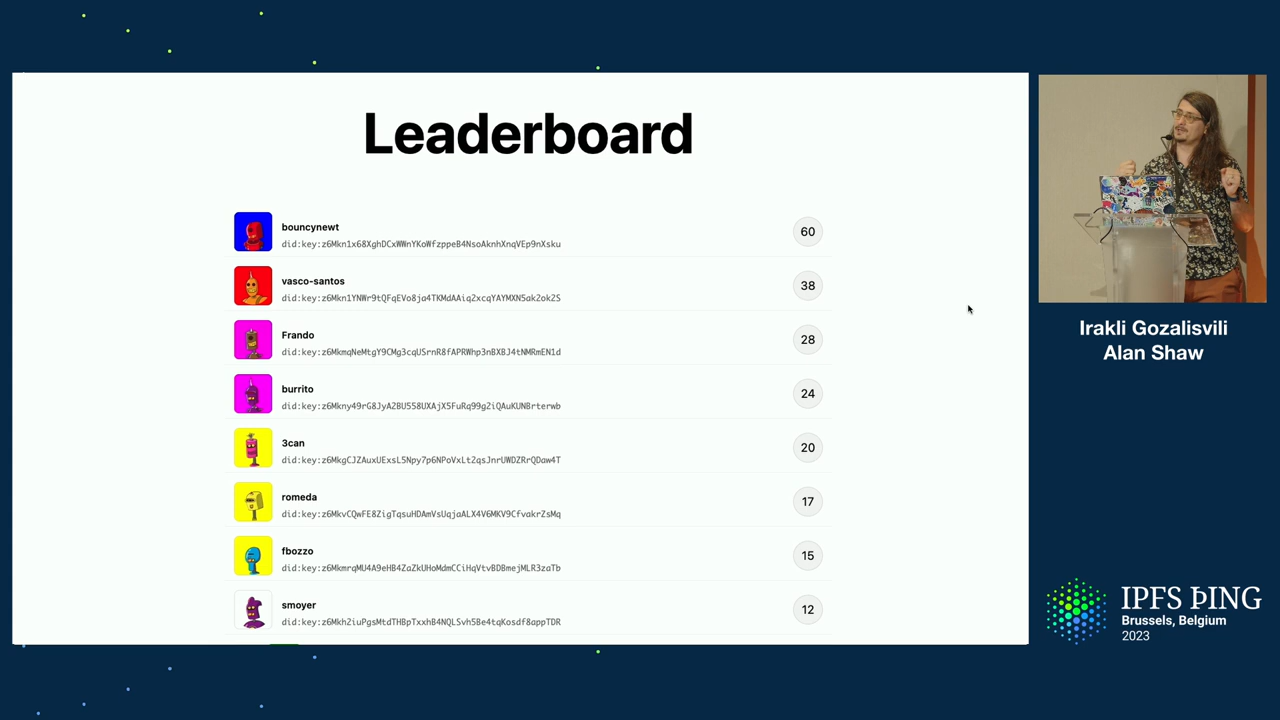 Leaderboard
bouncynewt
did:key:z6Mkn1x68XghDCxWWnYKoWfzppeB4NsoAknhXnqVEp9nXsku
60
vasco-santos
did:key:z6Mkn1YNWr9tQFqEVo8ja4TKMdAAiq2xcqYAYMXN5ak2ok2S
38
Frando
did:key:z6MkmqNeMtgY9CMg3cqUSrnR8fAPRWhp3nBXBJ4tNMRmEN1d
28
burrito
did:key:z6Mkny49rG8JyA2BU558UXAjX5FuRq99g2iQAuKUNBrterwb
24
3can
did:key:z6MkgCJZAuxUExsL5Npy7p6NPoVxLt2qsJnrUWDZRrQDaw4T
20
romeda
did:key:z6MkvCQwFE8ZigTqsuHDAmVsUqjaALX4V6MKV9CfvakrZsMq
17
fbozzo
did:key:z6MkmrqMU4A9eHB4ZaZkUHoMdmCCiHqVtvBDBmejMLR3zaTb
15
smoyer
did:key:z6Mkh2iuPgsMtdTHBpTxxhB4NQLSvh5Be4tqKosdf8appTDR
12
Irakli Gozalisvili
Alan Shaw
IPFS ÞING
Brussels, Belgium
2023